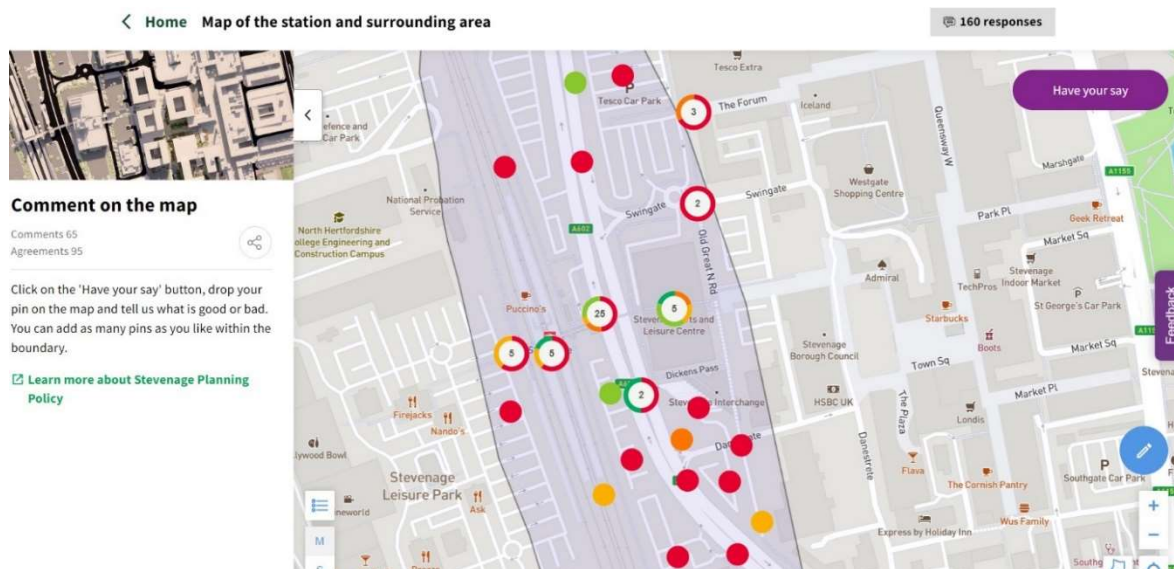 Home Map of the station and surrounding area
160 responses
Have your say
Comment on the map
Comments 65
Agreements 95
Click on the 'Have your say' button, drop your
pin on the map and tell us what is good or bad.
You can add as many pins as you like within the
boundary.
Learn more about Stevenage Planning
Policy
Tesco Extra
P
Tesco Car Park
3
The Forum
Iceland
Queensway W
Car Park
National Probation
Service
North Hertfordshire
College Engineering and
Construction Campus
A602
Swingate
Swingate
2
Old Great N Rd
Westgate
Shopping Centre
Marshgate
A1155
Park Pl
Geek Retreat
Market Sq
Admiral
TechPros
Stevenage
Indoor Market
P
St George's Car Park
Puccino's
25
5
Leisure Centre
5
5
Stevenage
Borough Council
Starbucks
Boots
Market Sq
Feedback
Town Sq
Dickens Pass
2
HSBC UK
The Plaza
Market Pl
Londis
Firejacks
Nando's
Danestrete
Flava
P
Southgate Car Park
Stevenage
Leisure Park
Ask
The Cornish Pantry
Wus Family
Express by Holiday Inn
M